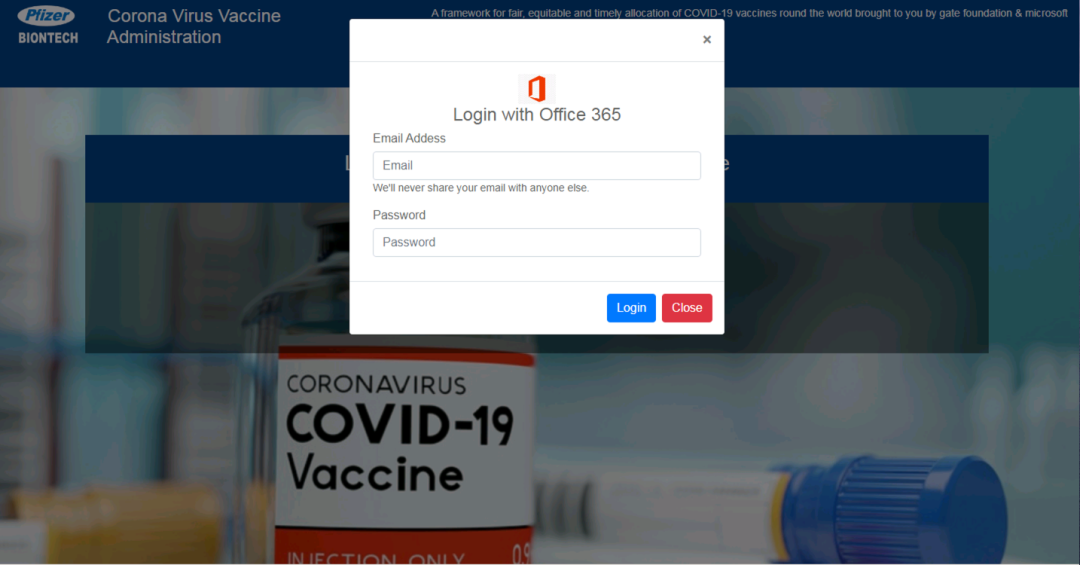 Pfizer
BIONTECH
Corona Virus Vaccine
Administration
A framework for fair, equitable and timely allocation of COVID-19 vaccines round the world brought to you by gate foundation & microsoft
×
Login with Office 365
Email Addess
Email
We'll never share your email with anyone else.
Password
Password
Login
Close
CORONAVIRUS
COVID-19
Vaccine
INJECTION ONLY